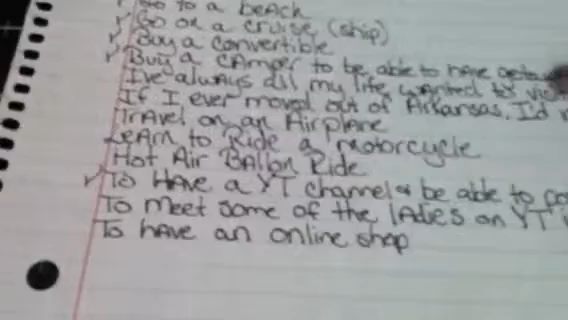 Go to a beach
Go on a cruise (ship)
Buy a convertible
Buy a camper to be able to have
I've always all my life wanted to
If I ever moved out of Arkansas, I'd
Travel on an Airplane
Learn to Ride a motorcycle
Hot Air Ballon Ride
To Have a YT channel & be able to
To meet some of the ladies on YT
To have an online shop